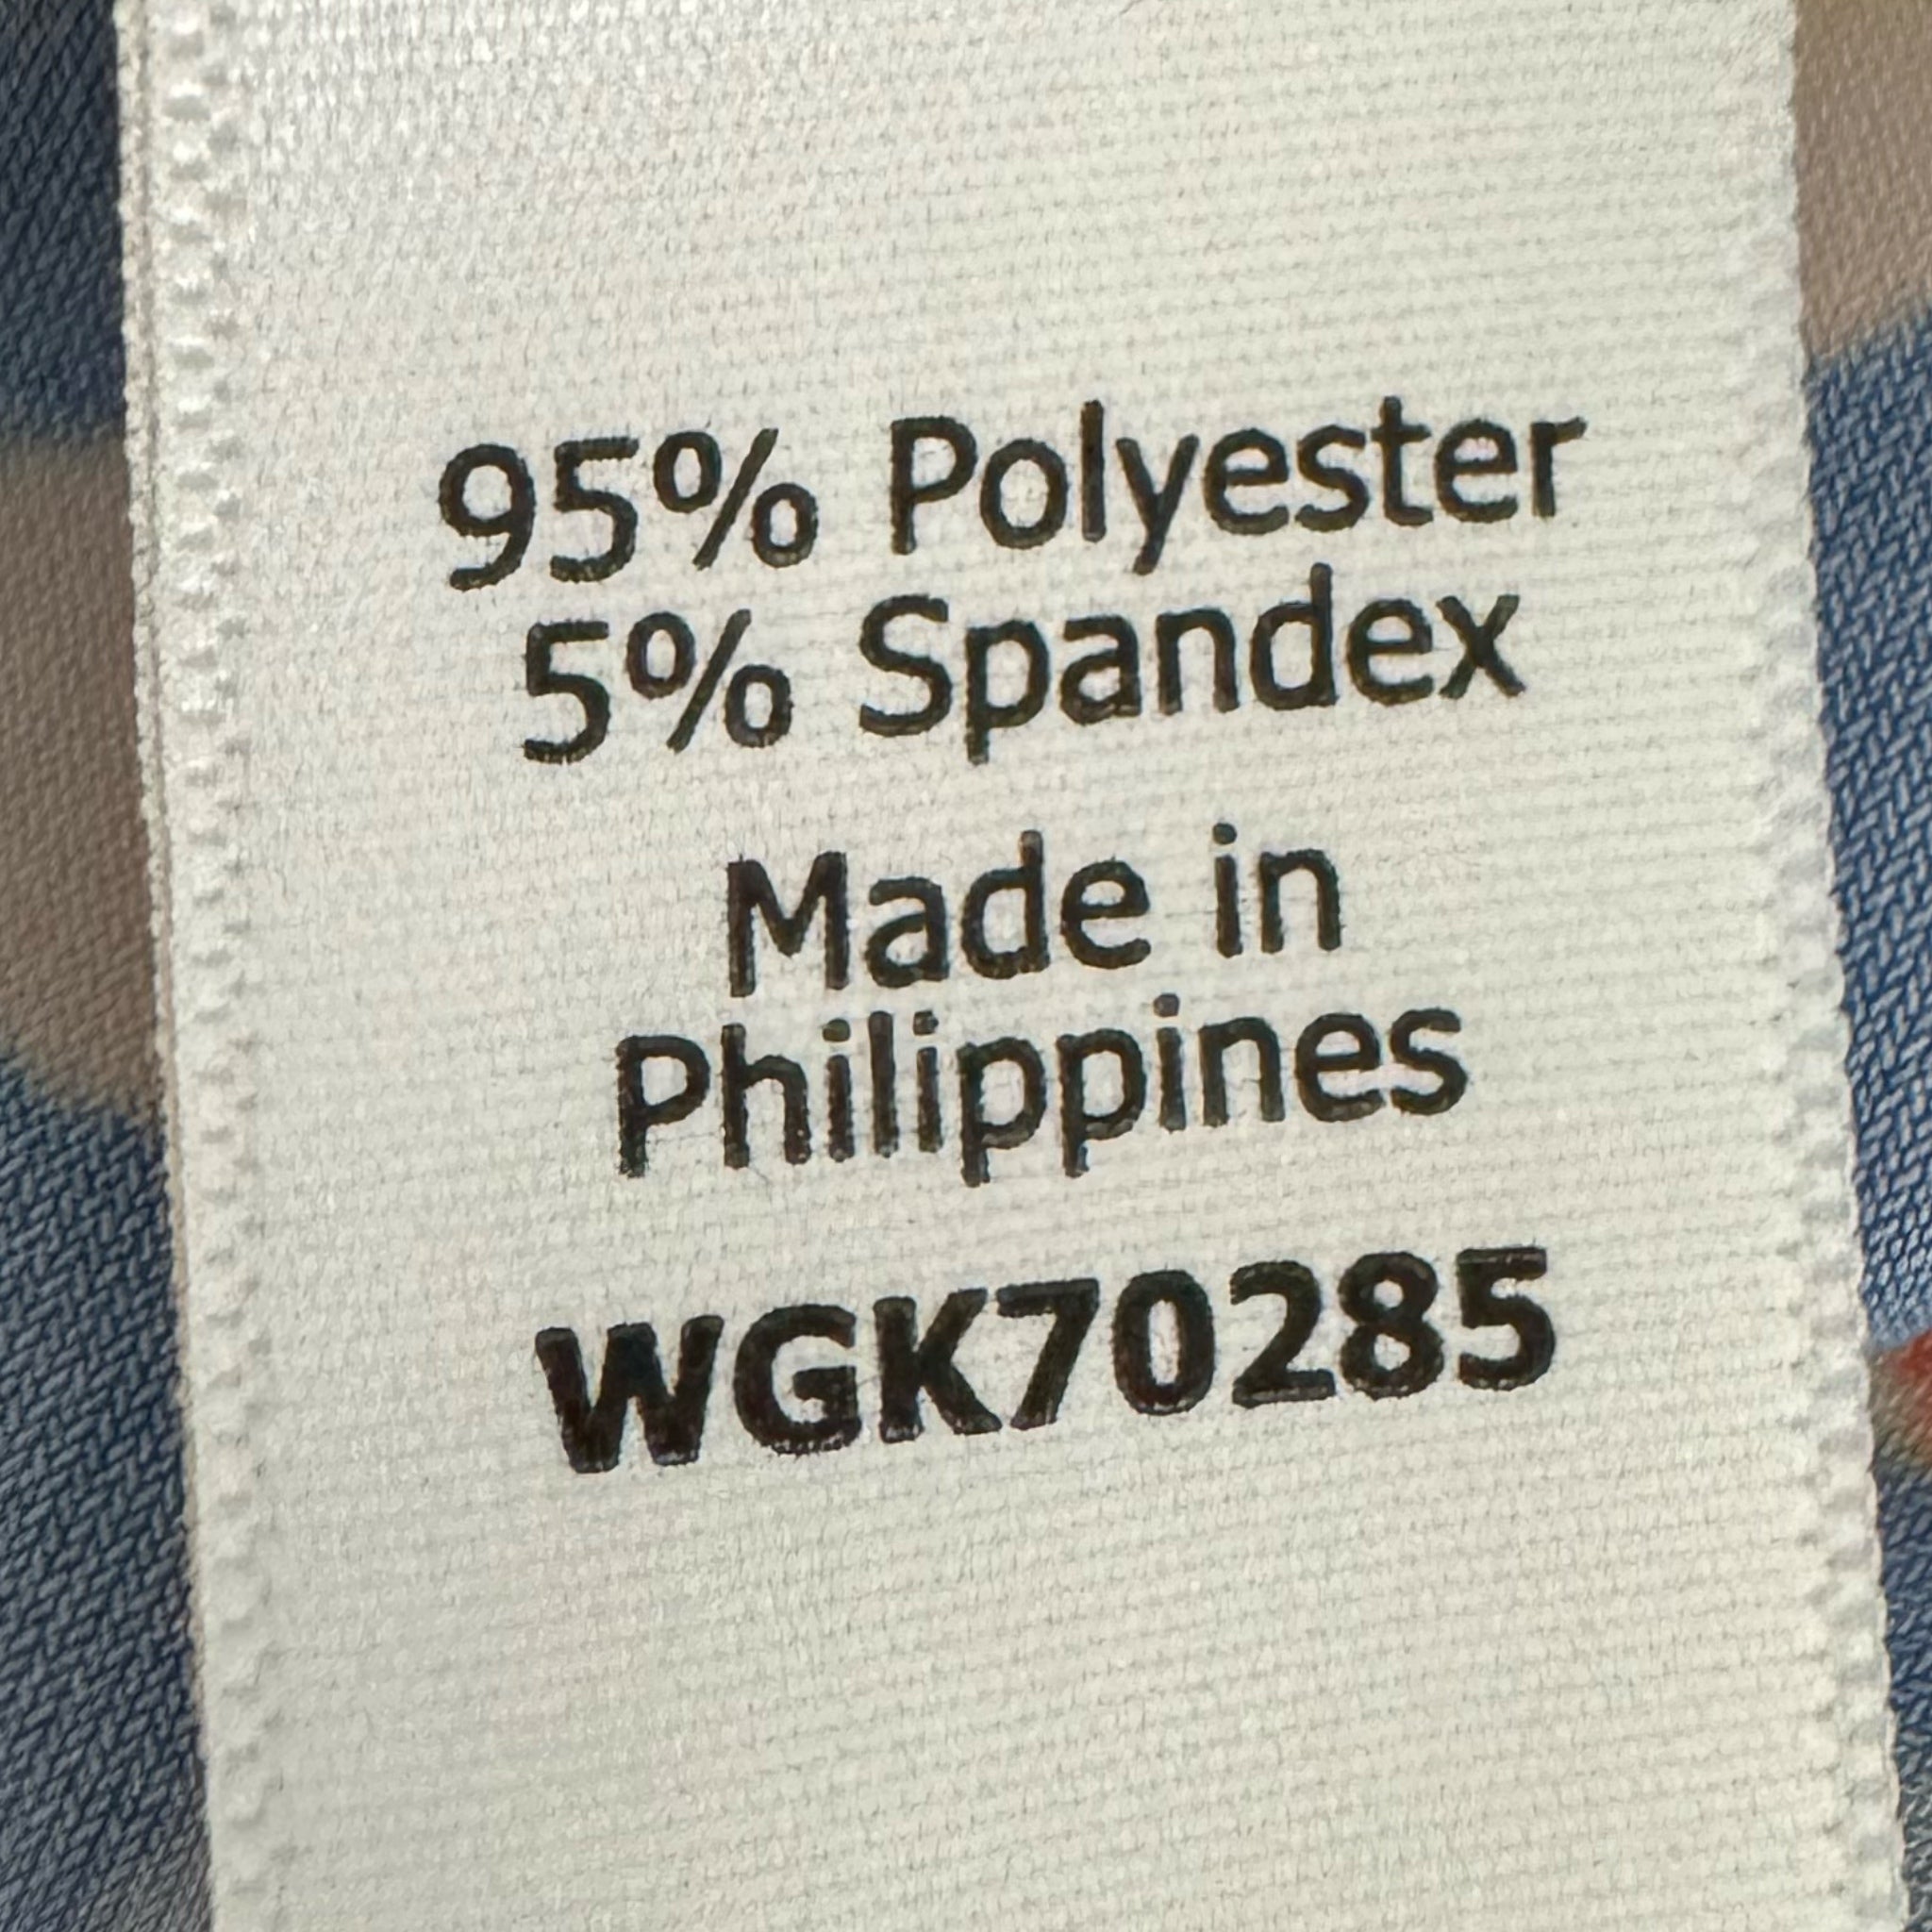 95% Polyester
5% Spandex
Made in
Philippines
WGK70285